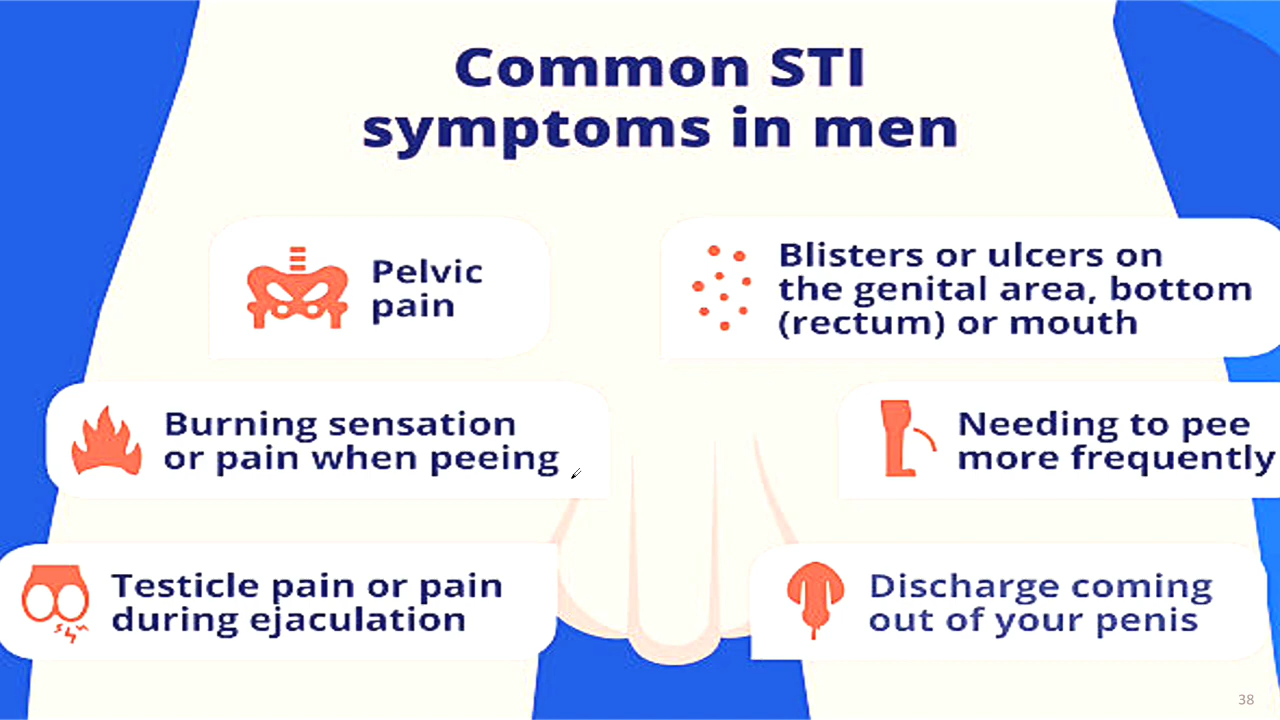 Common STI
symptoms in men
Pelvic
pain
Blisters or ulcers on
the genital area, bottom
(rectum) or mouth
Burning sensation
or pain when peeing
Needing to pee
more frequently
Testicle pain or pain
during ejaculation
Discharge coming
out of your penis
38